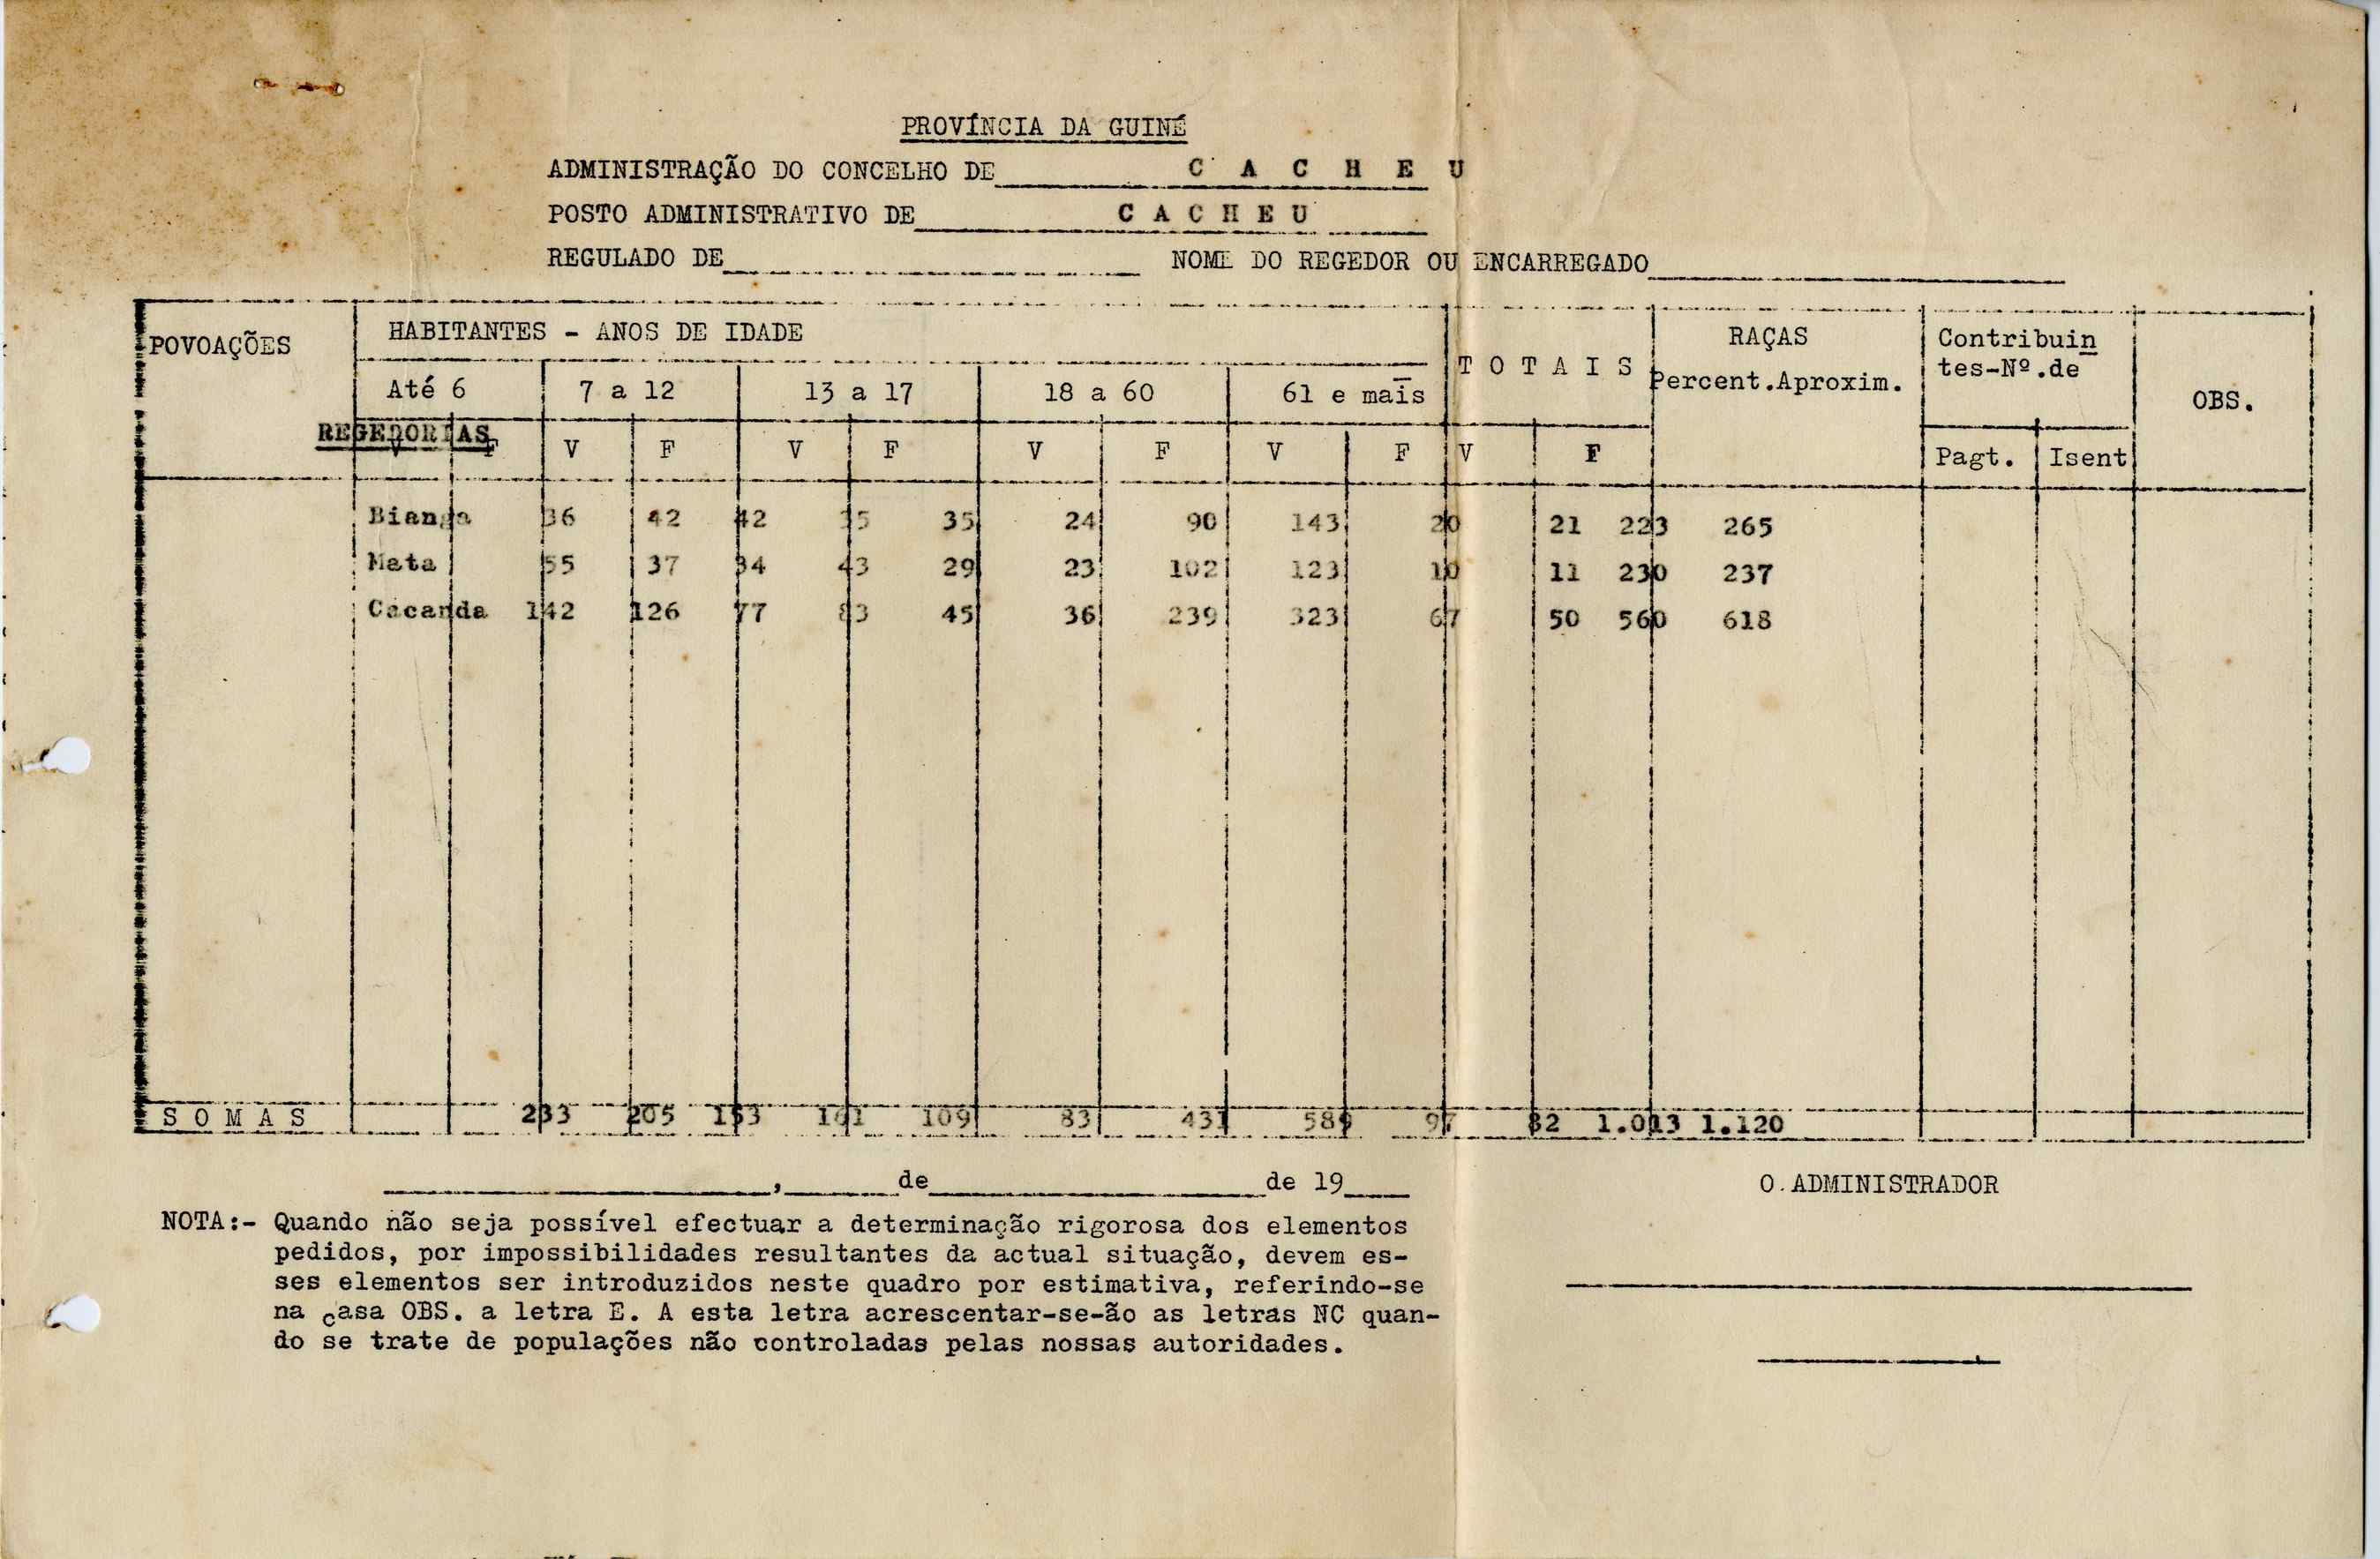 PROVÍNCIA DA GUINÉ
ADMINISTRAÇÃO DO CONCELHO DE C A C H E U
POSTO ADMINISTRATIVO DE C A C H E U
REGULADO DE NOME DO REGEDOR OU ENCARREGADO
POVOAÇÕES HABITANTES - ANOS DE IDADE T O T A I S RAÇAS Percent.Aproxim. Contribuin
tes-Nº.de OBS.
Até 6 7 a 12 13 a 17 18 a 60 61 e mais
REGEDORIAS V F V F V F V F V F Pagt. Isent
Bianga 36 42 42 35 35 24 90 143 20 21 223 265
Mata 55 37 34 43 29 23 102 123 10 11 230 237
Cacanda 142 126 77 83 45 36 239 323 67 50 560 618
S O M A S 233 205 153 161 109 83 431 589 97 82 1.013 1.120
, de de 19
O.ADMINISTRADOR
NOTA:- Quando não seja possível efectuar a determinação rigorosa dos elementos
pedidos, por impossibilidades resultantes da actual situação, devem es-
ses elementos ser introduzidos neste quadro por estimativa, referindo-se
na casa OBS. a letra E. A esta letra acrescentar-se-ão as letras NC quan-
do se trate de populações não controladas pelas nossas autoridades.